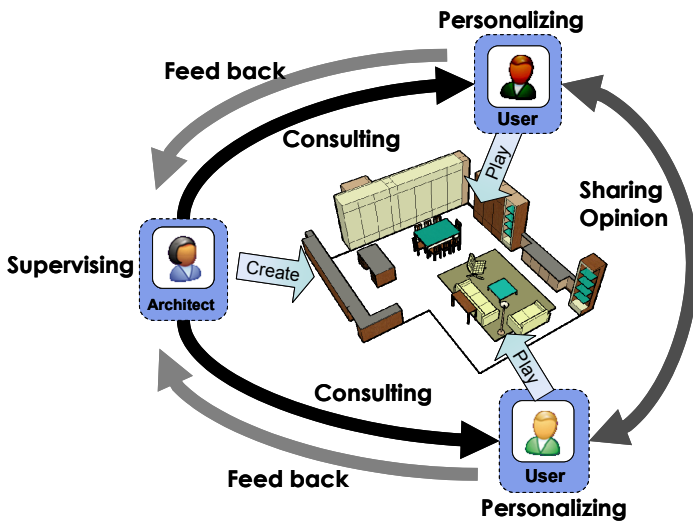 Personalizing
Feed back
User
Consulting
Play
Sharing
Opinion
Supervising
Create
Architect
Play
Consulting
User
Feed back
Personalizing